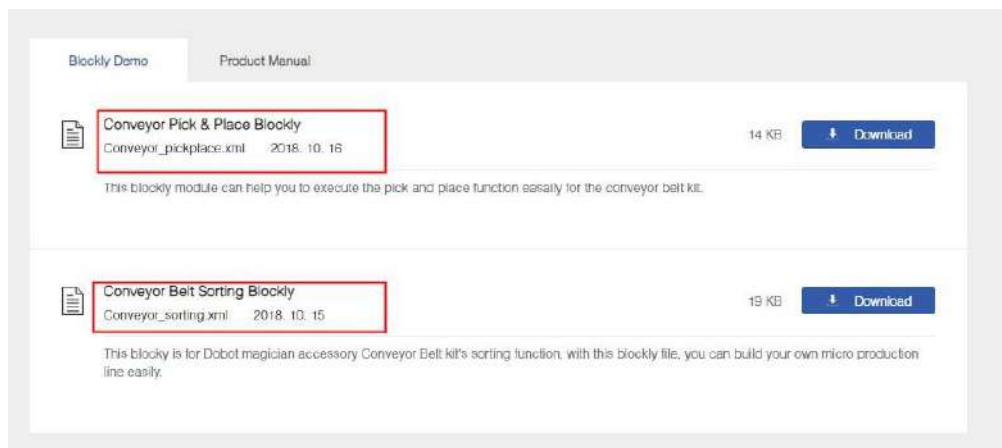 Blockly Demo Product Manual
Conveyor Pick & Place Blockly
Conveyor_pickplace.xml 2018. 10. 16
14 KB Download
This blockly module can help you to execute the pick and place function easaily for the conveyor belt kit.
Conveyor Belt Sorting Blockly
Conveyor_sorting.xml 2018. 10. 15
19 KB Download
This blocky is for Dobot magician accessory Conveyor Belt kit's sorting function, with this blockly file, you can build your own micro production
line easily.